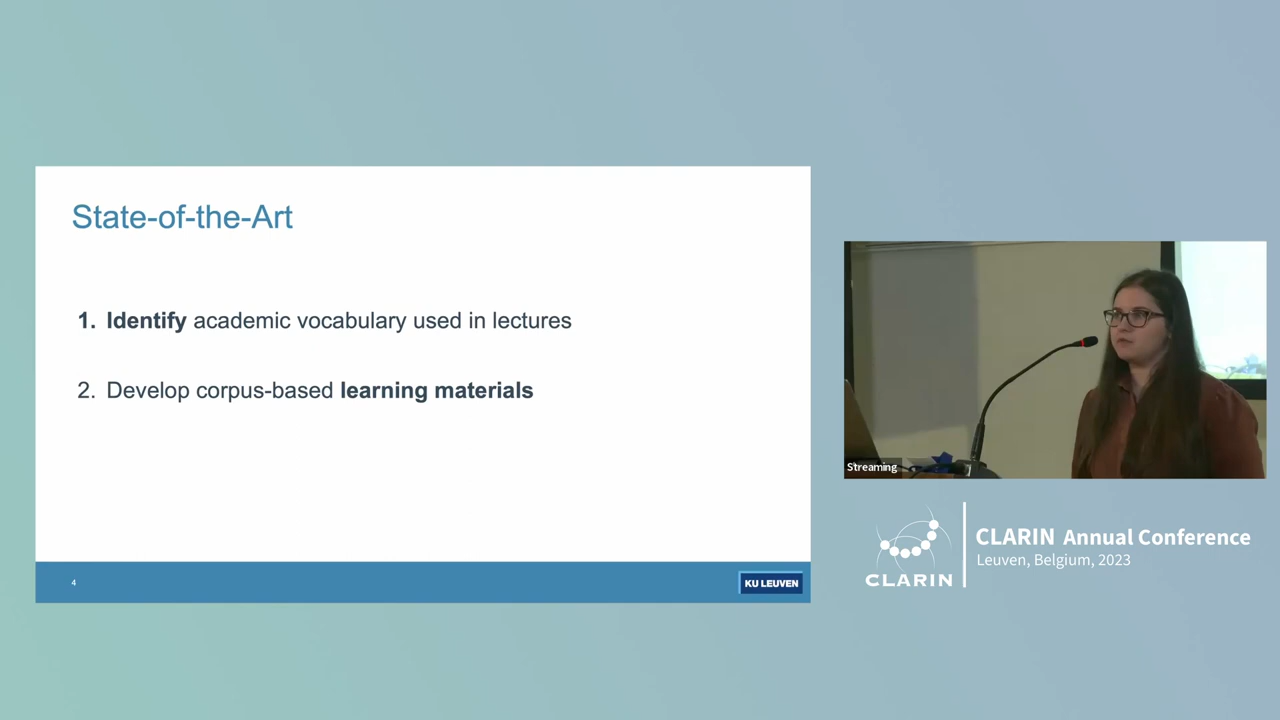 State-of-the-Art
1. Identify academic vocabulary used in lectures
2. Develop corpus-based learning materials
4
KU LEUVEN
Streaming
CLARIN
CLARIN Annual Conference
Leuven, Belgium, 2023